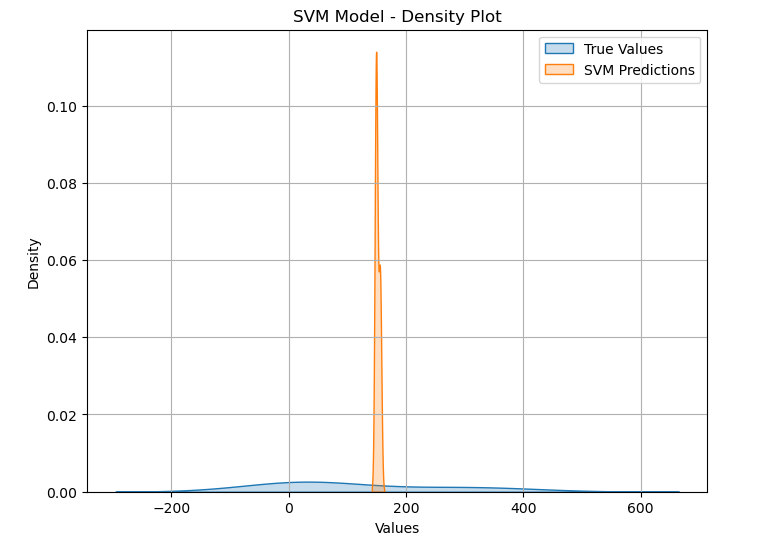 SVM Model - Density Plot
True Values
SVM Predictions
0.10
0.08
0.06
0.04
0.02
0.00
Density
−200
0
200
400
600
Values